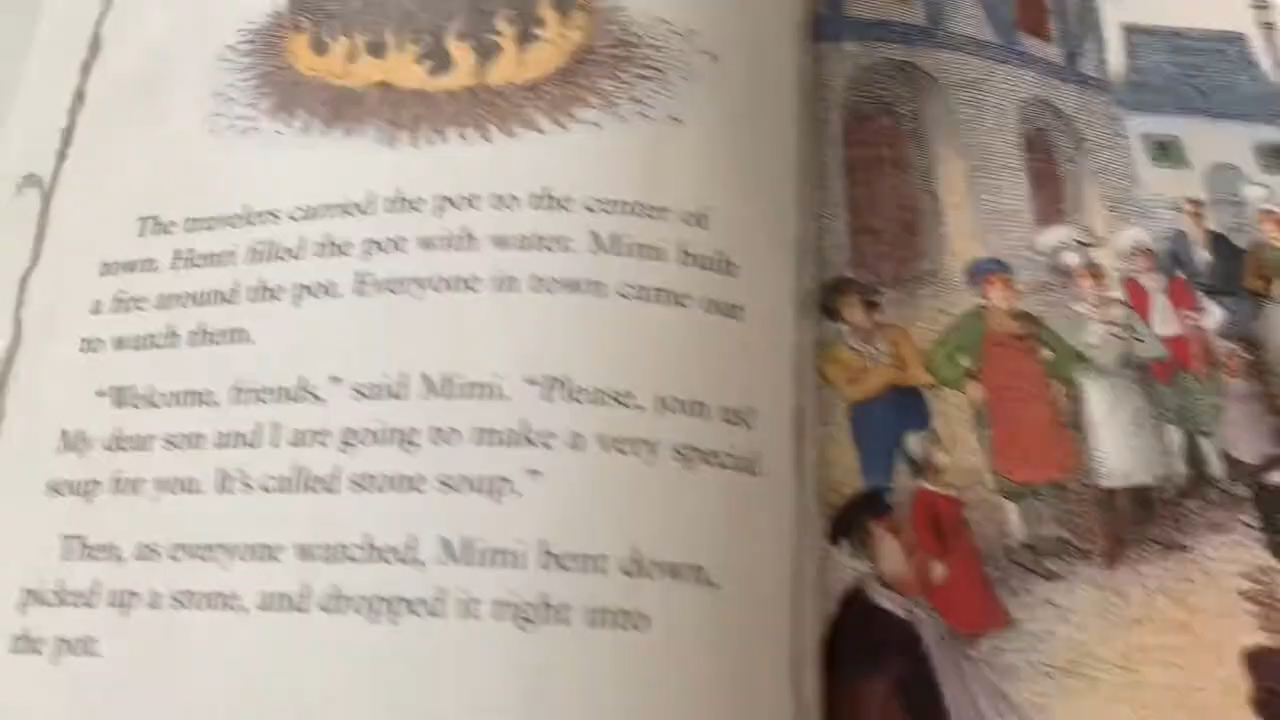 The travelers carried the pot to the center of
town. Henri filled the pot with water. Mimi built
a fire around the pot. Everyone in town came out
to watch them.
“Welcome, friends,” said Mimi. “Please, join us!
My dear son and I are going to make a very special
soup for you. It's called stone soup.”
Then, as everyone watched, Mimi bent down,
picked up a stone, and dropped it right into
the pot.